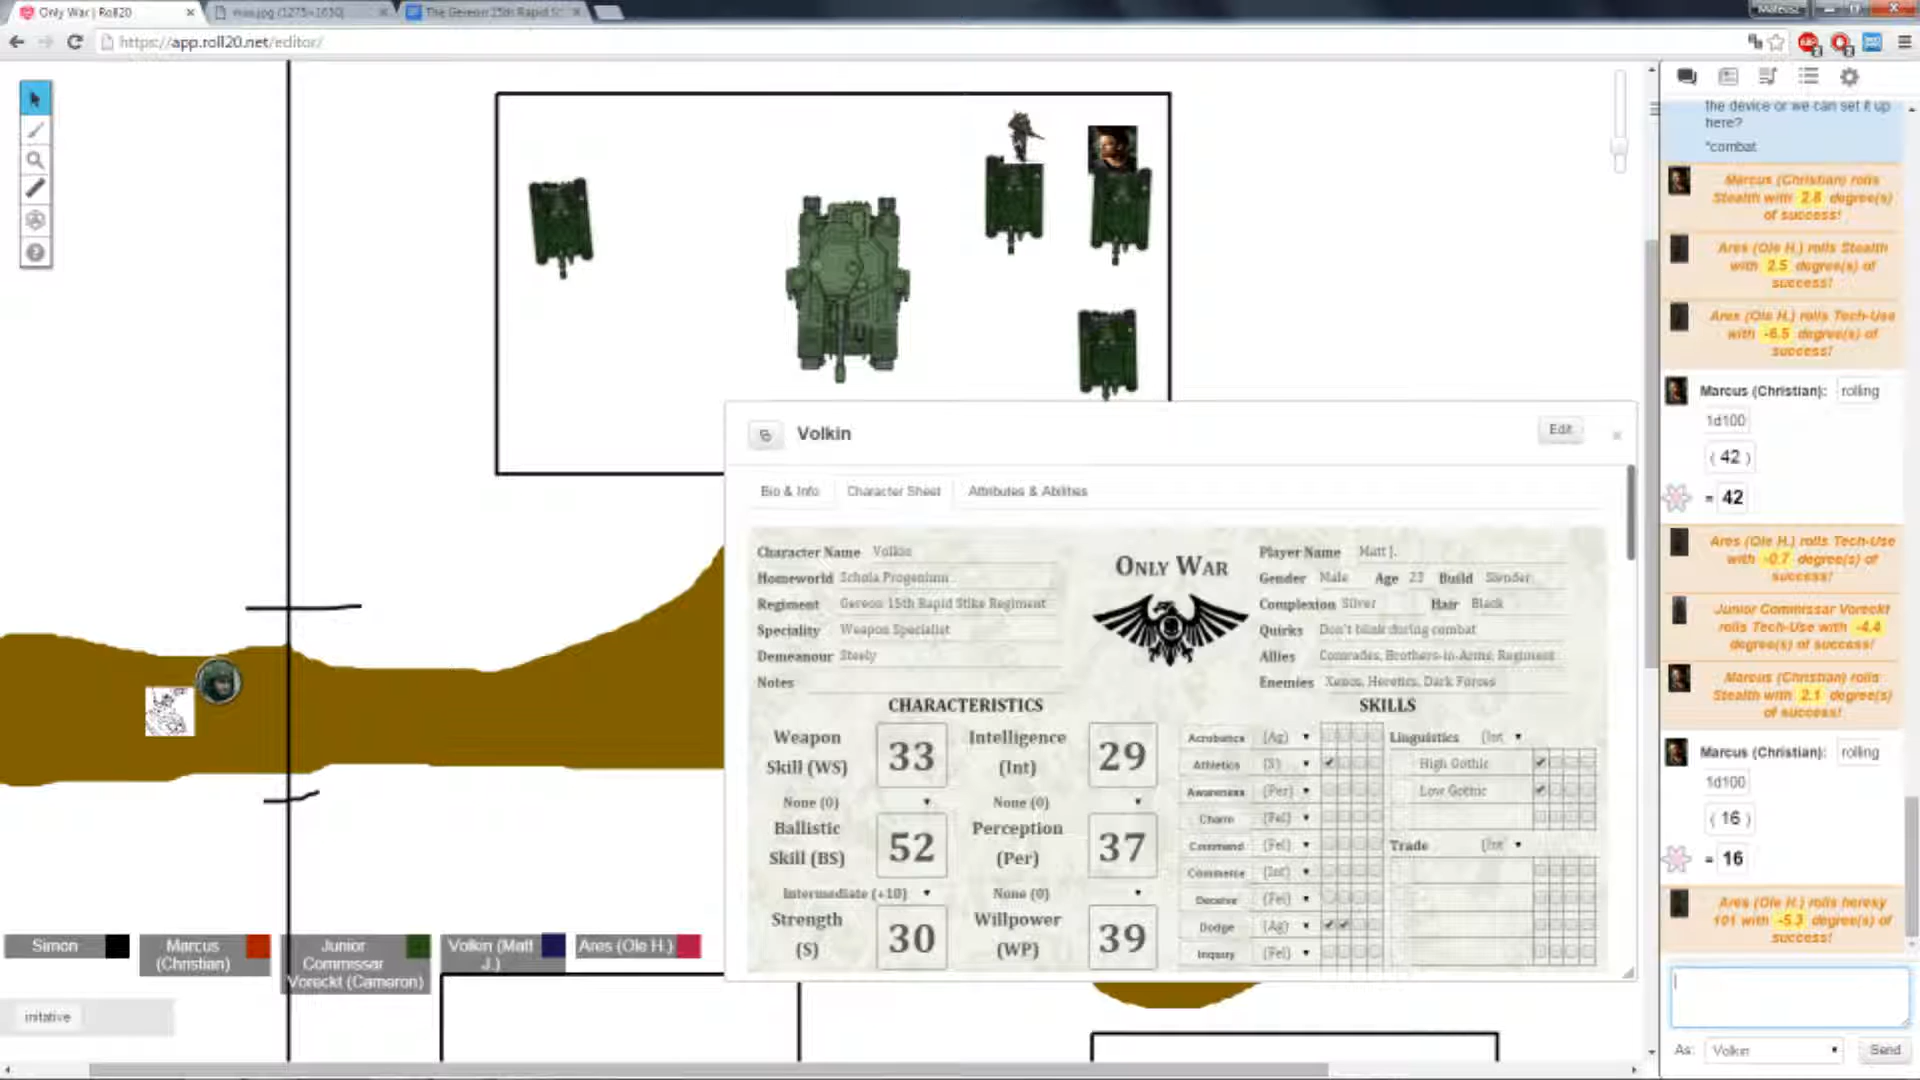 Only War | Roll20
max.jpg (1275×1650)
The Gereon 15th Rapid St
Mateusz
https://app.roll20.net/editor/
the device or we can set it up
here?
*combat
Marcus (Christian) rolls
Stealth with 2.8 degree(s)
of success!
Ares (Ole H.) rolls Stealth
with 2.5 degree(s) of
success!
Ares (Ole H.) rolls Tech-Use
with -6.5 degree(s) of
success!
Marcus (Christian): rolling
1d100
(42)
= 42
Ares (Ole H.) rolls Tech-Use
with -0.7 degree(s) of
success!
Junior Commissar Voreckt
rolls Tech-Use with -4.4
degree(s) of success!
Marcus (Christian) rolls
Stealth with 2.1 degree(s)
of success!
Marcus (Christian): rolling
1d100
(16)
= 16
Ares (Ole H.) rolls heresy
101 with -5.3 degree(s) of
success!
As: Volkin Send
Volkin Edit
Bio & Info Character Sheet Attributes & Abilities
Character Name Volkin
Homeworld Schola Progenium
Regiment Gereon 15th Rapid Stike Regiment
Speciality Weapon Specialist
Demeanour Steely
Notes
ONLY WAR
Player Name Matt J.
Gender Male Age 23 Build Slender
Complexion Silver Hair Black
Quirks Don't blink during combat
Allies Comrades, Brothers-in-Arms, Regiment
Enemies Xenos, Heretics, Dark Forces
CHARACTERISTICS
Weapon Skill (WS) 33 Intelligence (Int) 29
None (0) None (0)
Ballistic Skill (BS) 52 Perception (Per) 37
Intermediate (+10) None (0)
Strength (S) 30 Willpower (WP) 39
SKILLS
Acrobatics (Ag)
Athletics (S)
Awareness (Per)
Charm (Fel)
Command (Fel)
Commerce (Int)
Deceive (Fel)
Dodge (Ag)
Inquiry (Fel)
Linguistics (Int
High Gothic
Low Gothic
Trade (Int
Simon
Marcus
(Christian)
Junior
Commissar
Voreckt (Cameron)
Volkin (Matt
J.)
Ares (Ole H.)
initative